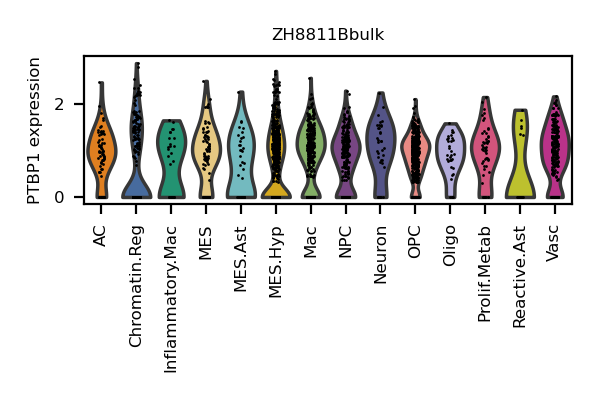 ZH8811Bbulk
PTBP1 expression
2
0
AC
Chromatin.Reg
Inflammatory.Mac
MES
MES.Ast
MES.Hyp
Mac
NPC
Neuron
OPC
Oligo
Prolif.Metab
Reactive.Ast
Vasc